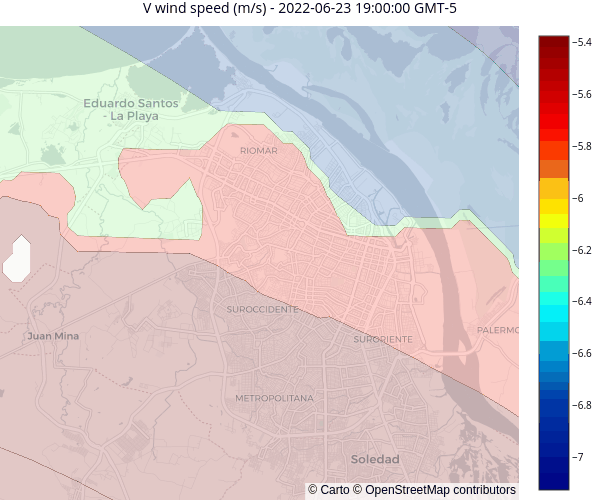 V wind speed (m/s) - 2022-06-23 19:00:00 GMT-5
Eduardo Santos
- La Playa
RIOMAR
SUROCCIDENTE
Juan Mina
SURORIENTE
PALERMO
METROPOLITANA
Soledad
© Carto © OpenStreetMap contributors
−5.4
−5.6
−5.8
−6
−6.2
−6.4
−6.6
−6.8
−7